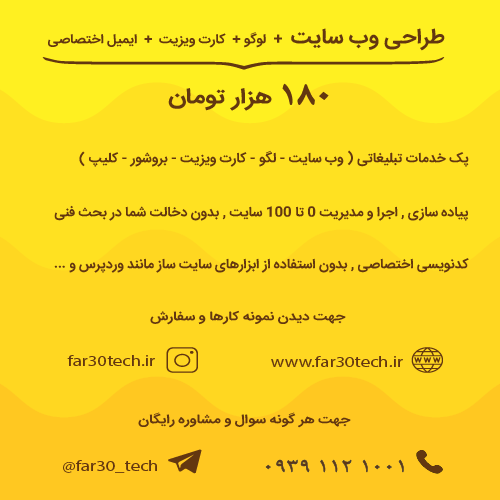 طراحی وب سایت + لوگو + کارت ویزیت + ایمیل اختصاصی
۱۸۰ هزار تومان
پک خدمات تبلیغاتی ( وب سایت - لگو - کارت ویزیت - بروشور - کلیپ )
پیاده سازی , اجرا و مدیریت 0 تا 100 سایت , بدون دخالت شما در بحث فنی
کدنویسی اختصاصی , بدون استفاده از ابزارهای سایت ساز مانند وردپرس و ...
جهت دیدن نمونه کارها و سفارش
www.far30tech.ir far30tech.ir
جهت هر گونه سوال و مشاوره رایگان
۰۹۳۹ ۱۱۲ ۱۰۰۱ @far30_tech